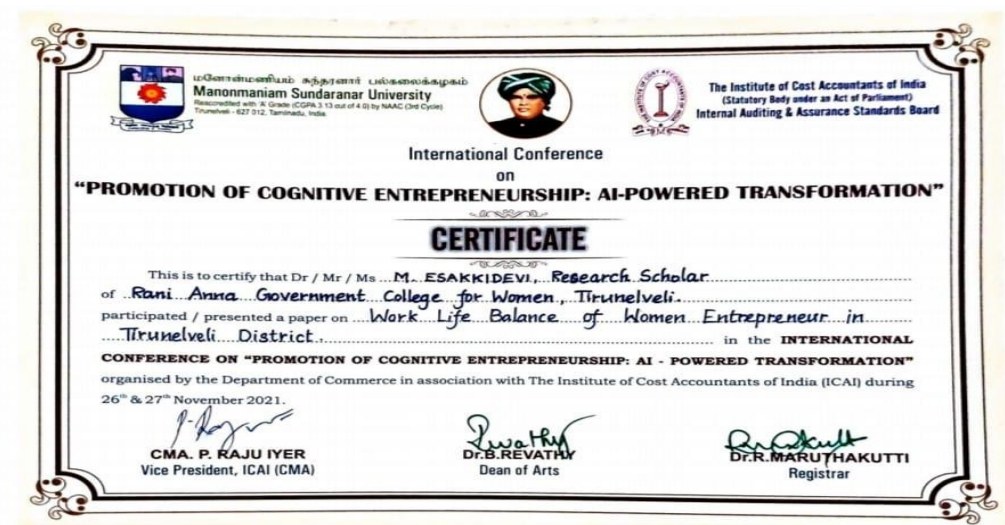 மனோன்மணியம் சுந்தரனார் பல்கலைக்கழகம்
Manonmaniam Sundaranar University
Reaccredited with 'A' Grade (CGPA 3.13 out of 4.0) by NAAC (3rd Cycle)
Tirunelveli - 627 012, Tamilnadu, India.
The Institute of Cost Accountants of India
(Statutory Body under an Act of Parliament)
Internal Auditing & Assurance Standards Board
International Conference
on
"PROMOTION OF COGNITIVE ENTREPRENEURSHIP: AI-POWERED TRANSFORMATION"
CERTIFICATE
This is to certify that Dr / Mr / Ms M. ESAKKIDEVI, Research Scholar
of Rani Anna Government College for Women, Tirunelveli.
participated / presented a paper on Work Life Balance of Women Entrepreneur in
Tirunelveli District. in the INTERNATIONAL
CONFERENCE ON "PROMOTION OF COGNITIVE ENTREPRENEURSHIP: AI - POWERED TRANSFORMATION"
organised by the Department of Commerce in association with The Institute of Cost Accountants of India (ICAI) during
26th & 27th November 2021.
CMA. P. RAJU IYER
Vice President, ICAI (CMA)
Dr.B.REVATHY
Dean of Arts
Dr.R.MARUTHAKUTTI
Registrar